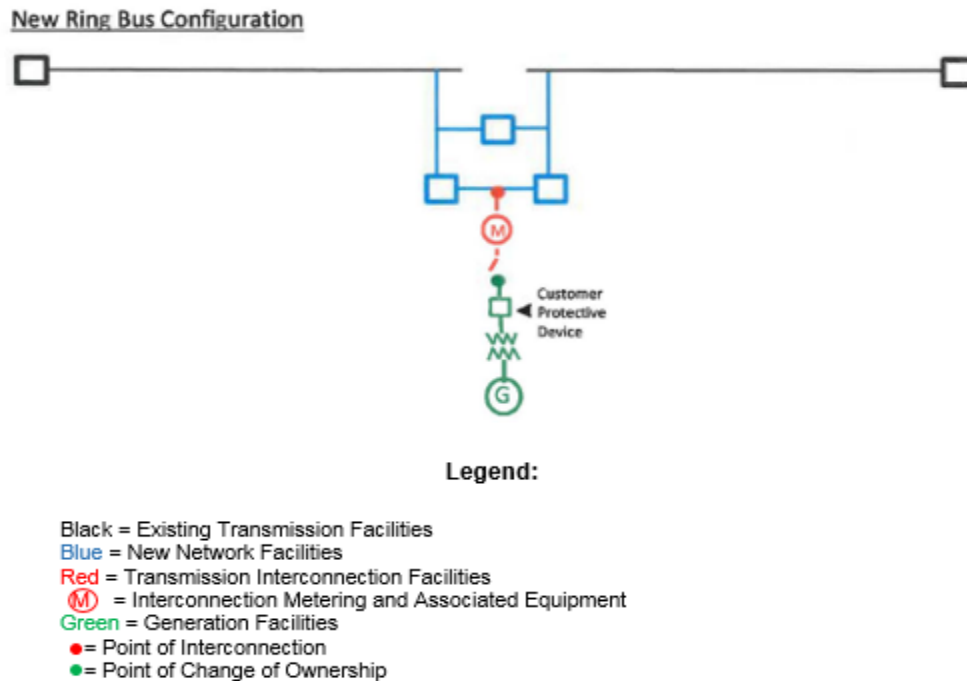 New Ring Bus Configuration
M
Customer
Protective
Device
G
Legend:
Black = Existing Transmission Facilities
Blue = New Network Facilities
Red = Transmission Interconnection Facilities
M = Interconnection Metering and Associated Equipment
Green = Generation Facilities
= Point of Interconnection
= Point of Change of Ownership